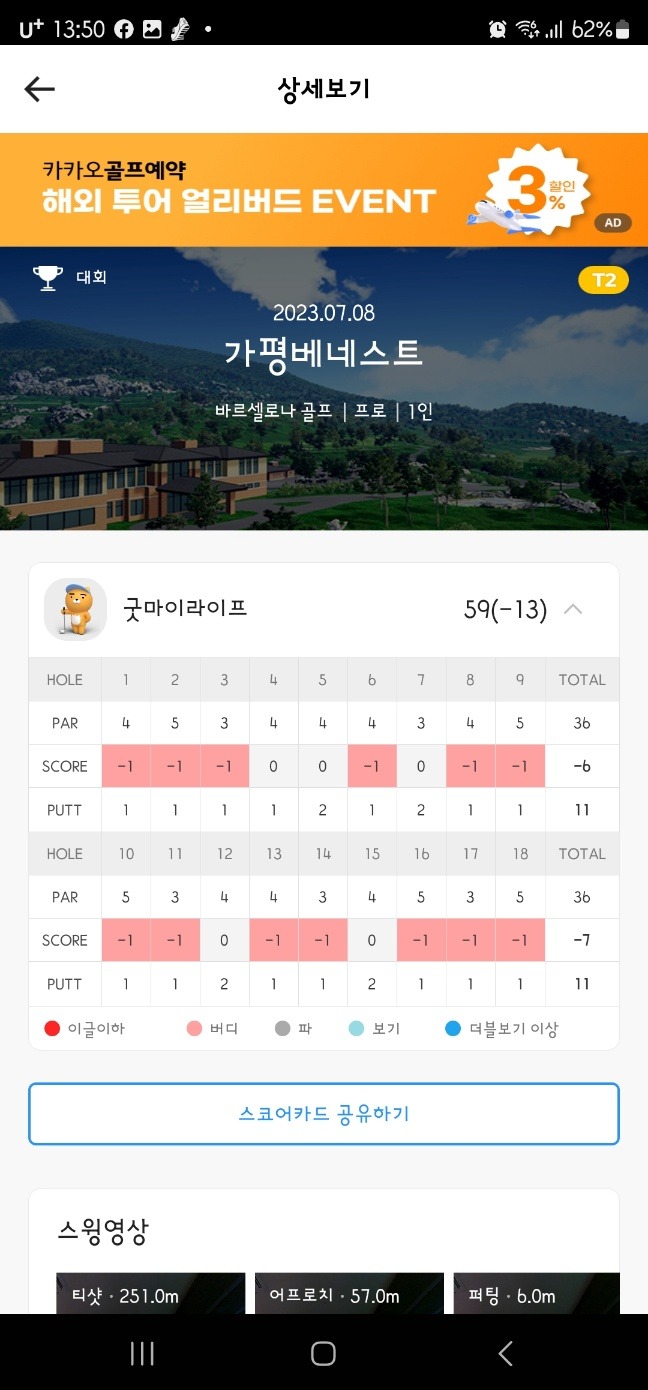 U+ 13:50 62%
상세보기
카카오골프예약
해외 투어 얼리버드 EVENT
3% 할인
AD
대회 T2
2023.07.08
가평베네스트
바르셀로나 골프 | 프로 | 1인
굿마이라이프 59(-13)
HOLE 1 2 3 4 5 6 7 8 9 TOTAL
PAR 4 5 3 4 4 4 3 4 5 36
SCORE -1 -1 -1 0 0 -1 0 -1 -1 -6
PUTT 1 1 1 1 2 1 2 1 1 11
HOLE 10 11 12 13 14 15 16 17 18 TOTAL
PAR 5 3 4 4 3 4 5 3 5 36
SCORE -1 -1 0 -1 -1 0 -1 -1 -1 -7
PUTT 1 1 2 1 1 2 1 1 1 11
이글이하 버디 파 보기 더블보기 이상
스코어카드 공유하기
스윙영상
티샷 · 251.0m 어프로치 · 57.0m 퍼팅 · 6.0m